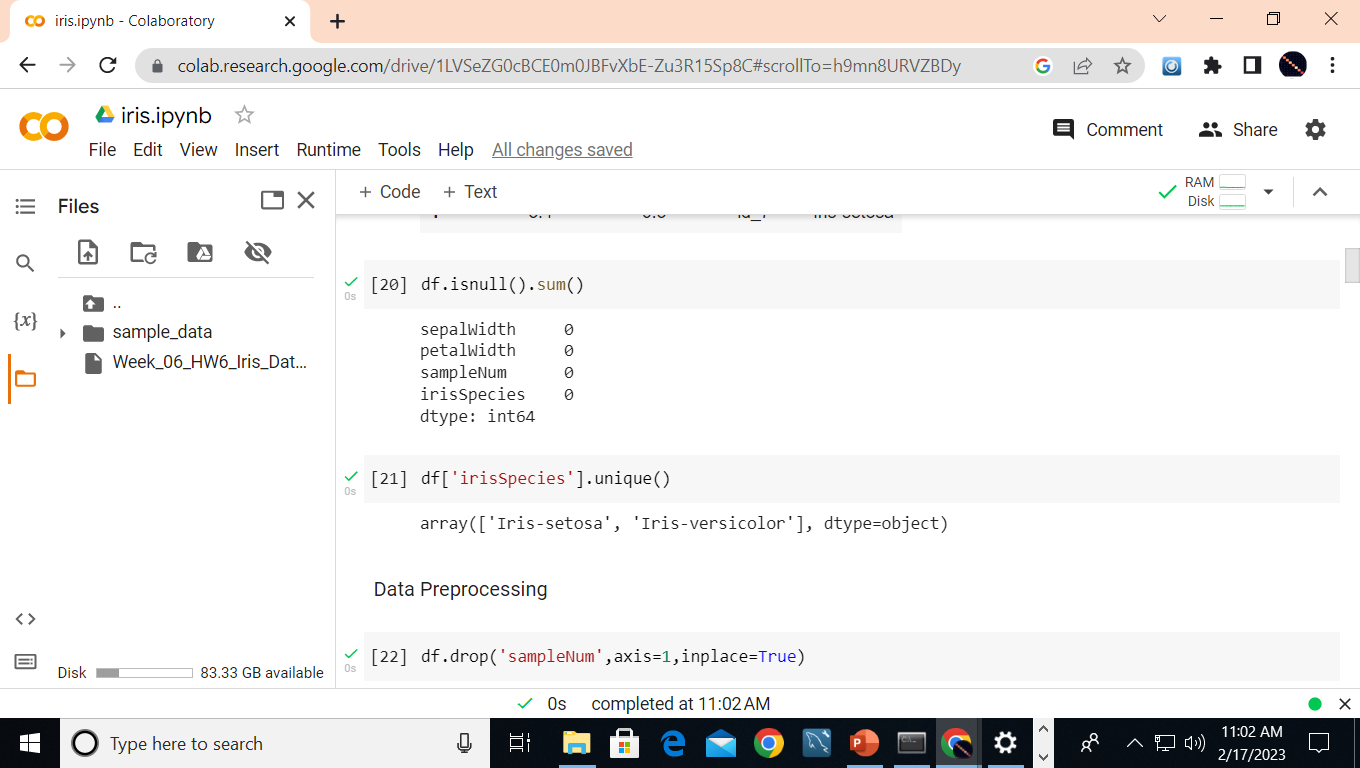 iris.ipynb - Colaboratory
colab.research.google.com/drive/1LVSeZG0cBCE0m0JBFvXbE-Zu3R15Sp8C#scrollTo=h9mn8URVZBDy
iris.ipynb
File Edit View Insert Runtime Tools Help All changes saved
Comment Share
Files
+ Code + Text
RAM
Disk
..
sample_data
Week_06_HW6_Iris_Dat...
{x}
[20] df.isnull().sum()
0s
sepalWidth 0
petalWidth 0
sampleNum 0
irisSpecies 0
dtype: int64
[21] df['irisSpecies'].unique()
0s
array(['Iris-setosa', 'Iris-versicolor'], dtype=object)
Data Preprocessing
[22] df.drop('sampleNum',axis=1,inplace=True)
0s
Disk 83.33 GB available
0s completed at 11:02 AM
Type here to search
11:02 AM
2/17/2023